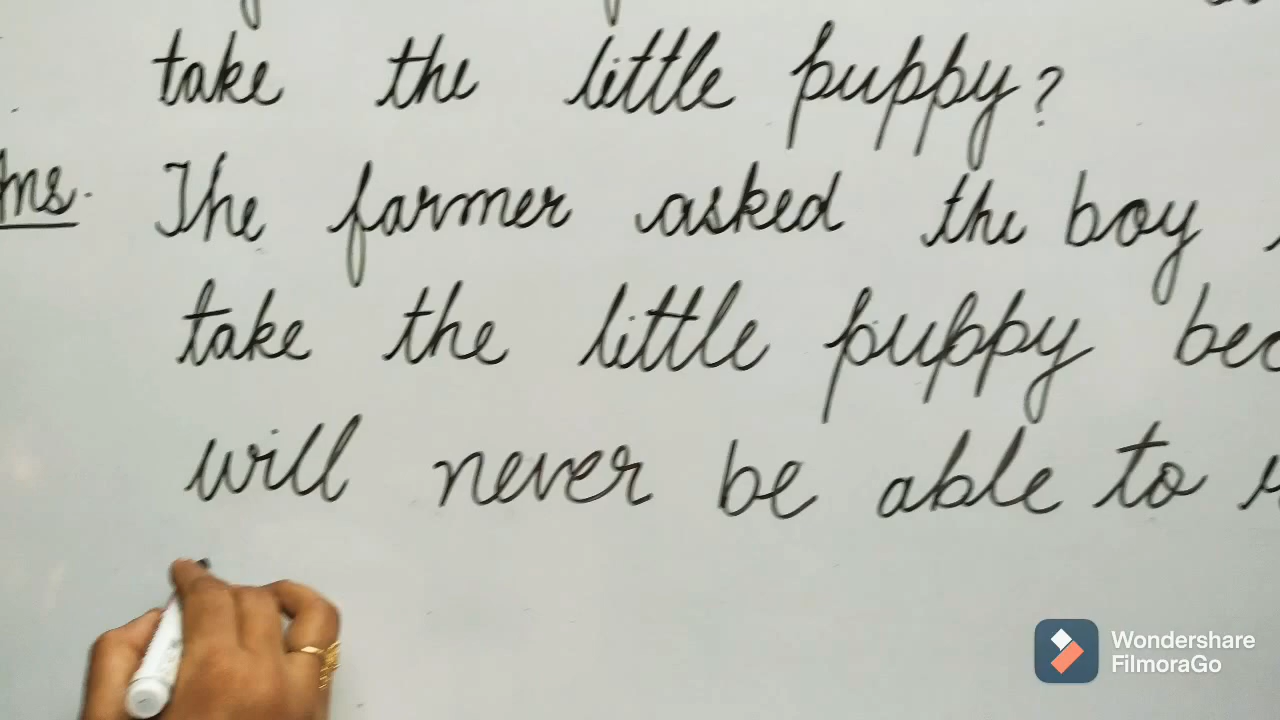 take the little puppy?
Ans. The farmer asked the boy
take the little puppy
will never be able to
Wondershare
FilmoraGo